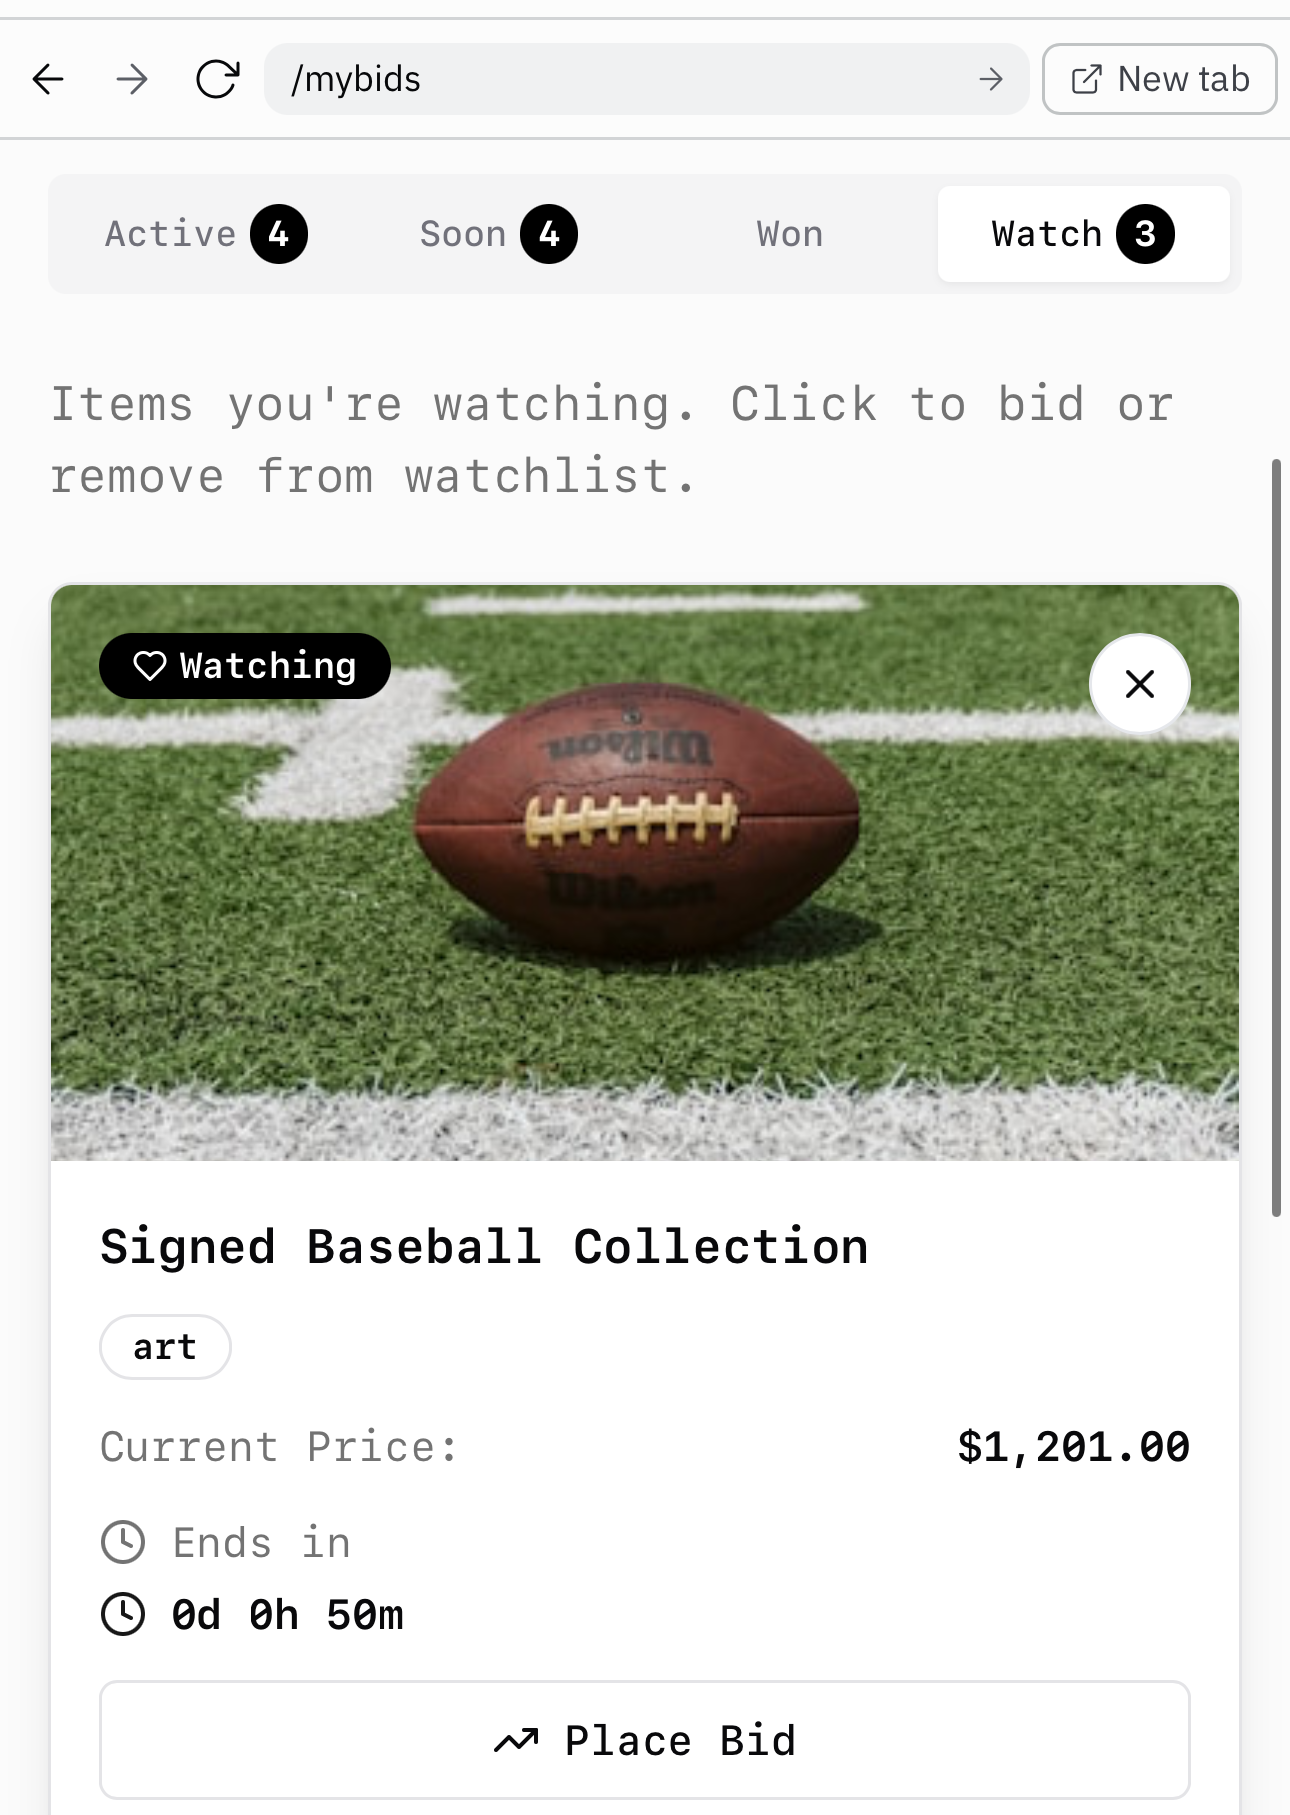 /mybids
New tab
Active 4
Soon 4
Won
Watch 3
Items you're watching. Click to bid or
remove from watchlist.
Watching
Wilson
Wilson
Signed Baseball Collection
art
Current Price:
$1,201.00
Ends in
0d 0h 50m
Place Bid